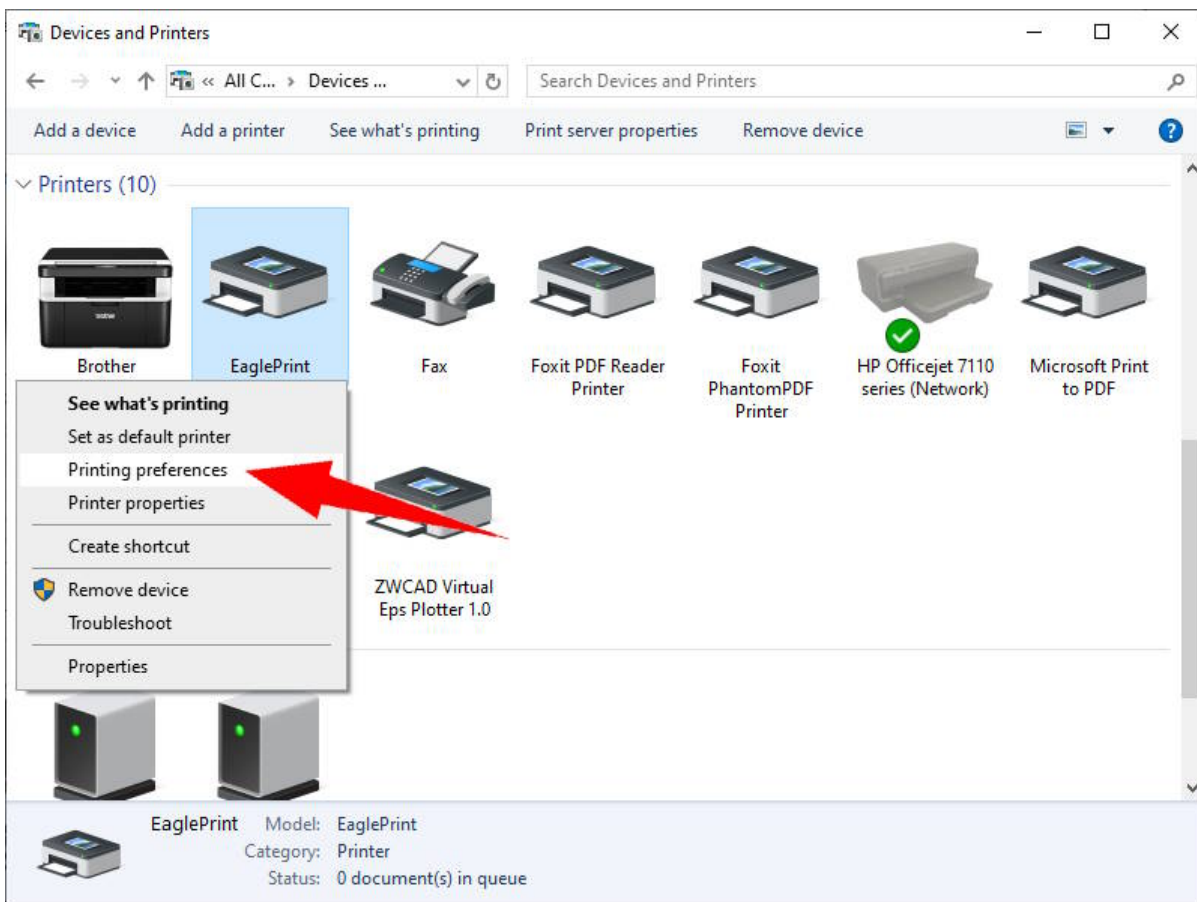 Devices and Printers
« All C... › Devices ...
Search Devices and Printers
Add a device
Add a printer
See what's printing
Print server properties
Remove device
?
Printers (10)
brother
Brother
EaglePrint
Fax
Foxit PDF Reader
Printer
Foxit
PhantomPDF
Printer
HP Officejet 7110
series (Network)
Microsoft Print
to PDF
See what's printing
Set as default printer
Printing preferences
Printer properties
Create shortcut
Remove device
Troubleshoot
Properties
ZWCAD Virtual
Eps Plotter 1.0
EaglePrint
Model: EaglePrint
Category: Printer
Status: 0 document(s) in queue